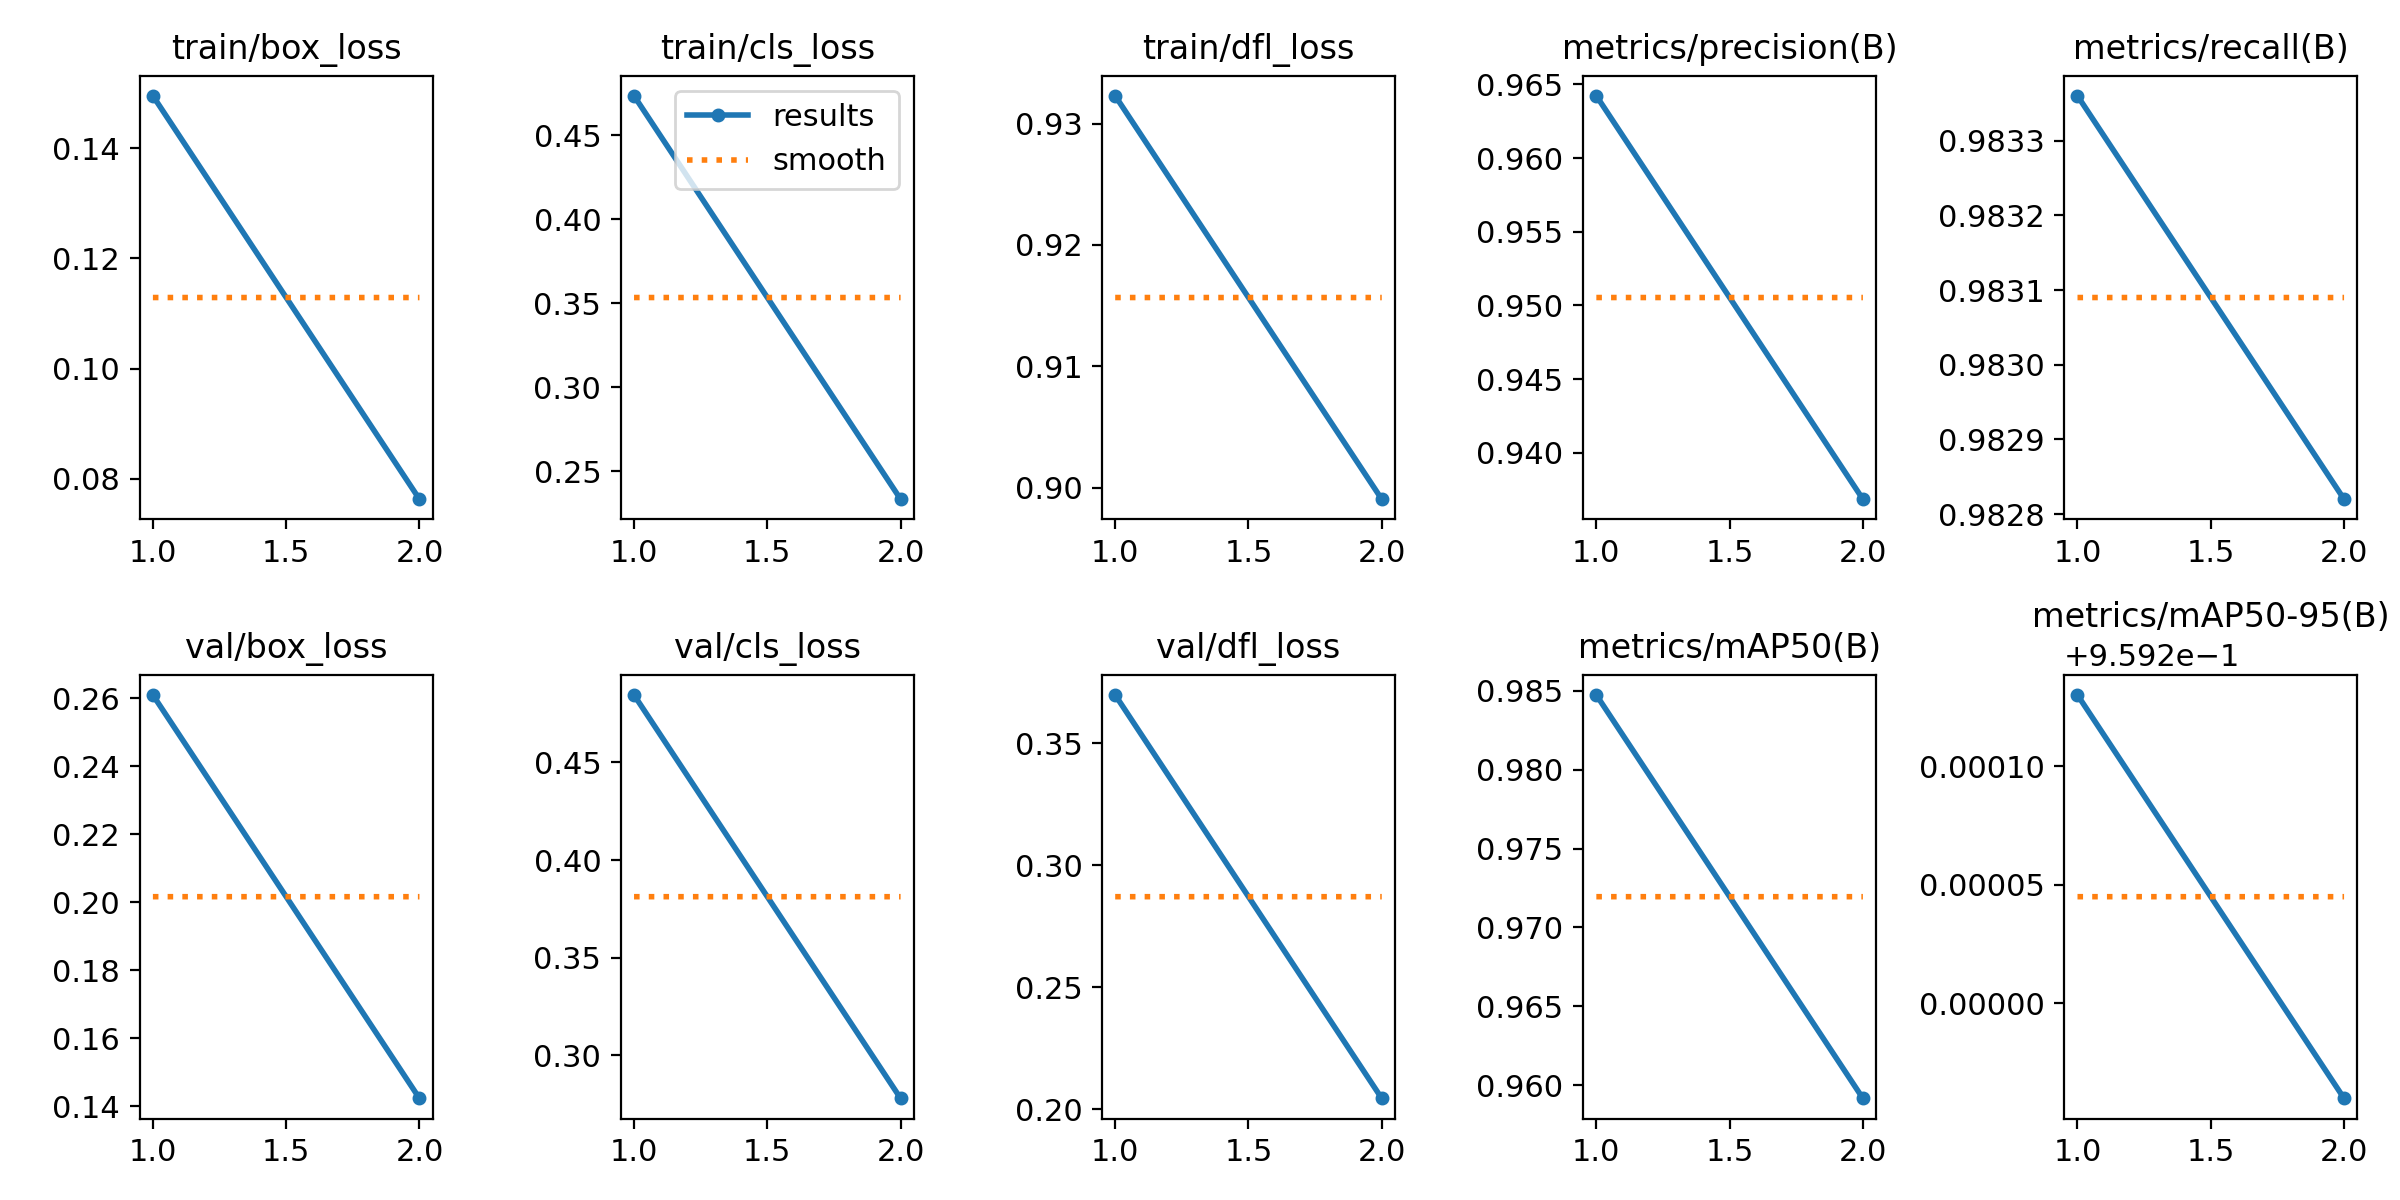 train/box_loss
0.14
0.12
0.10
0.08
1.0 1.5 2.0
train/cls_loss
results
smooth
0.45
0.40
0.35
0.30
0.25
1.0 1.5 2.0
train/dfl_loss
0.93
0.92
0.91
0.90
1.0 1.5 2.0
metrics/precision(B)
0.965
0.960
0.955
0.950
0.945
0.940
1.0 1.5 2.0
metrics/recall(B)
0.9833
0.9832
0.9831
0.9830
0.9829
0.9828
1.0 1.5 2.0
val/box_loss
0.26
0.24
0.22
0.20
0.18
0.16
0.14
1.0 1.5 2.0
val/cls_loss
0.45
0.40
0.35
0.30
1.0 1.5 2.0
val/dfl_loss
0.35
0.30
0.25
0.20
1.0 1.5 2.0
metrics/mAP50(B)
0.985
0.980
0.975
0.970
0.965
0.960
1.0 1.5 2.0
metrics/mAP50-95(B)
+9.592e−1
0.00010
0.00005
0.00000
1.0 1.5 2.0